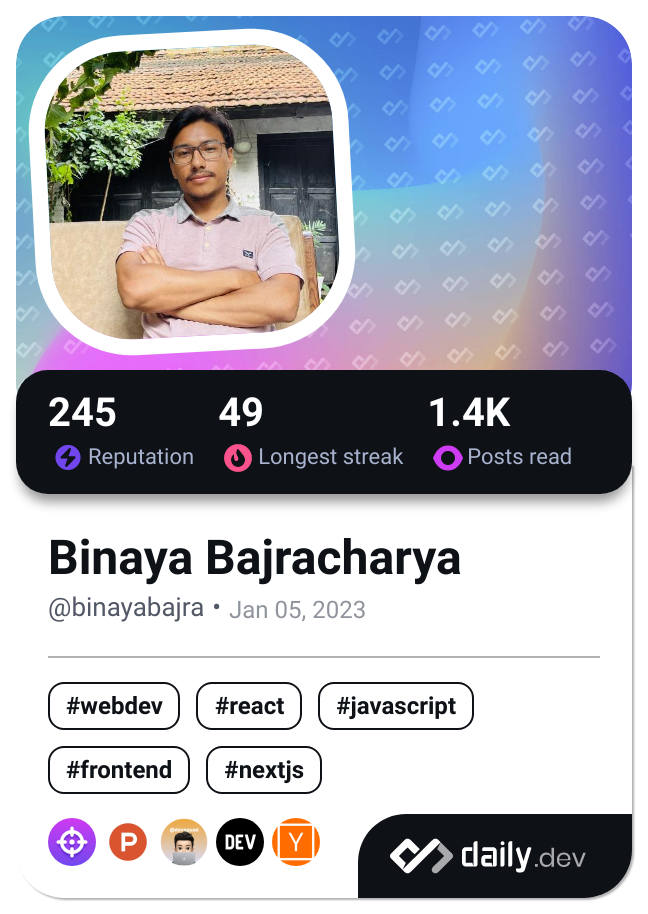 245 49 1.4K
Reputation Longest streak Posts read
Binaya Bajracharya
@binayabajra • Jan 05, 2023
#webdev #react #javascript
#frontend #nextjs
P DEV Y
daily.dev